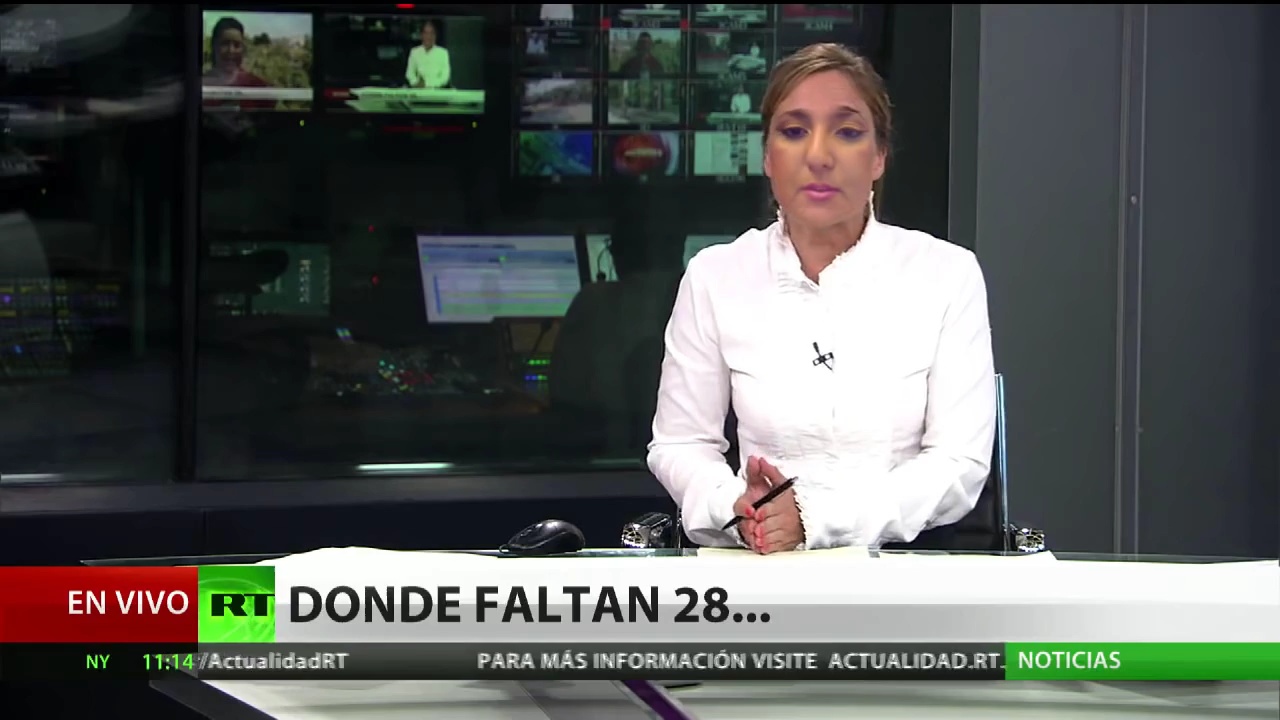 EN VIVO RT DONDE FALTAN 28...
NY 11:14 /ActualidadRT PARA MÁS INFORMACIÓN VISITE ACTUALIDAD.RT. NOTICIAS